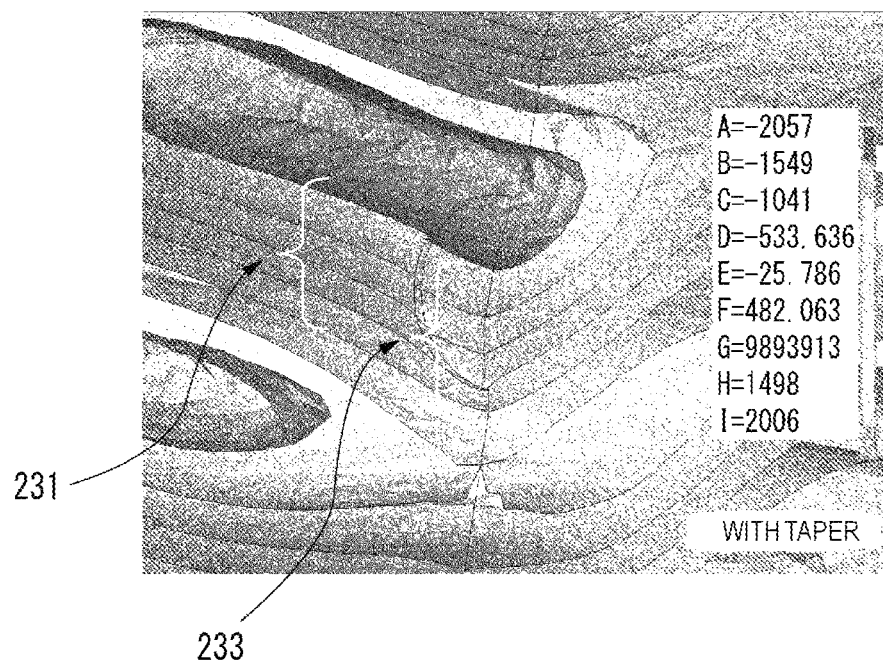 A=-2057
B=-1549
C=-1041
D=-533.636
E=-25.786
F=482.063
G=9893913
H=1498
I=2006
231
WITH TAPER
233